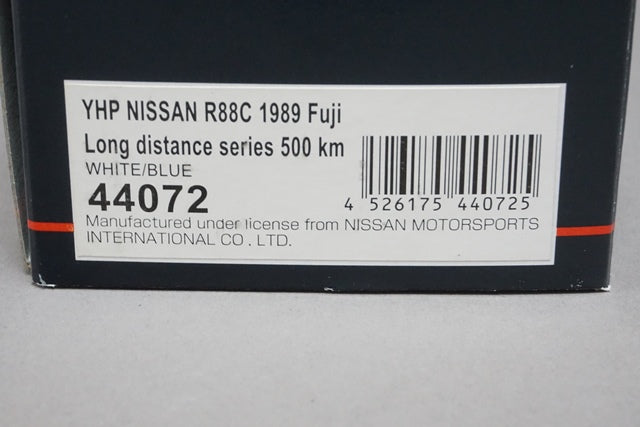 YHP NISSAN R88C 1989 Fuji
Long distance series 500 km
WHITE/BLUE
44072
4 526175 440725
Manufactured under license from NISSAN MOTORSPORTS
INTERNATIONAL CO., LTD.